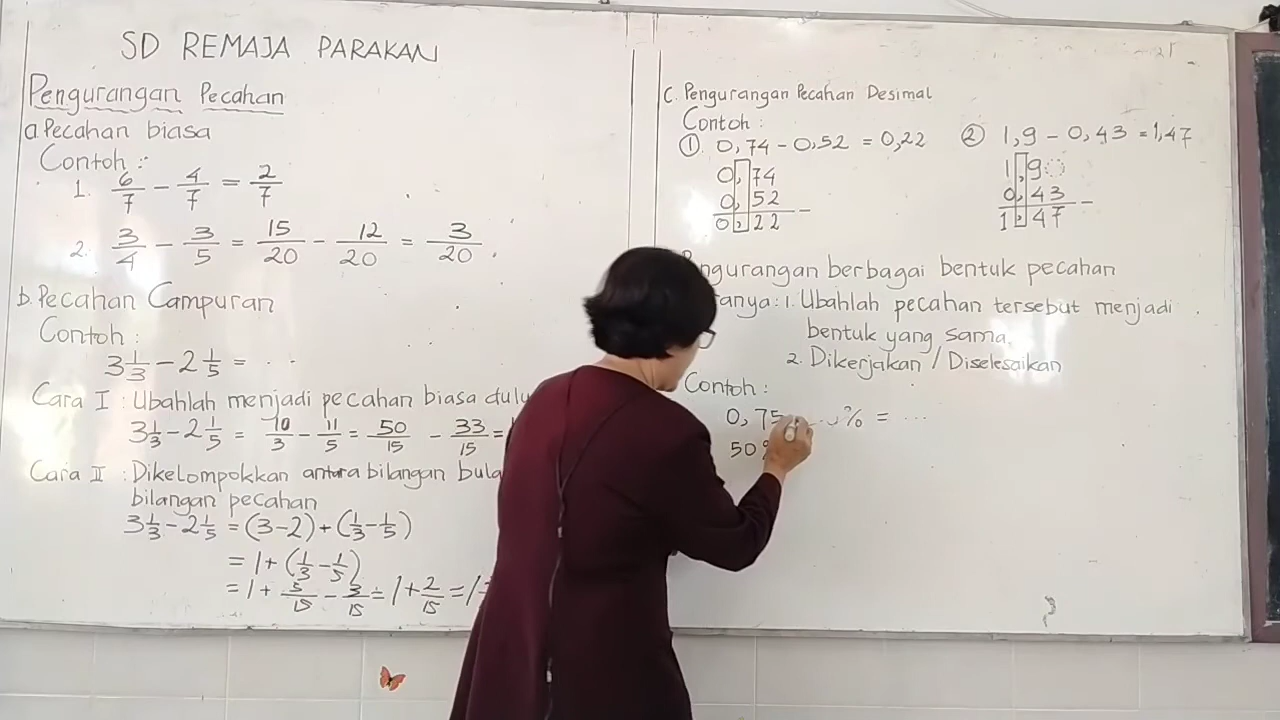 SD REMAJA PARAKAN
Pengurangan Pecahan
a. Pecahan biasa
Contoh :
1. 6/7 - 4/7 = 2/7
2. 3/4 - 3/5 = 15/20 - 12/20 = 3/20 .
b. Pecahan Campuran
Contoh :
3 1/3 - 2 1/5 = . . .
Cara I : Ubahlah menjadi pecahan biasa dulu
3 1/3 - 2 1/5 = 10/3 - 11/5 = 50/15 - 33/15 =
Cara II : Dikelompokkan antara bilangan
bilangan pecahan
3 1/3 - 2 1/5 = (3 - 2) + (1/3 - 1/5)
= 1 + (1/3 - 1/5)
= 1 + 5/15 - 3/15 = 1 + 2/15 = 1
C. Pengurangan Pecahan Desimal
Contoh :
① 0,74 - 0,52 = 0,22
0,74
0,52
0,22 -
② 1,9 - 0,43 = 1,47
1,90
0,43
1,47 -
berbagai bentuk pecahan
1. Ubahlah pecahan tersebut menjadi
bentuk yang sama.
2. Dikerjakan / Diselesaikan
Contoh :
0,75 % = ...
50